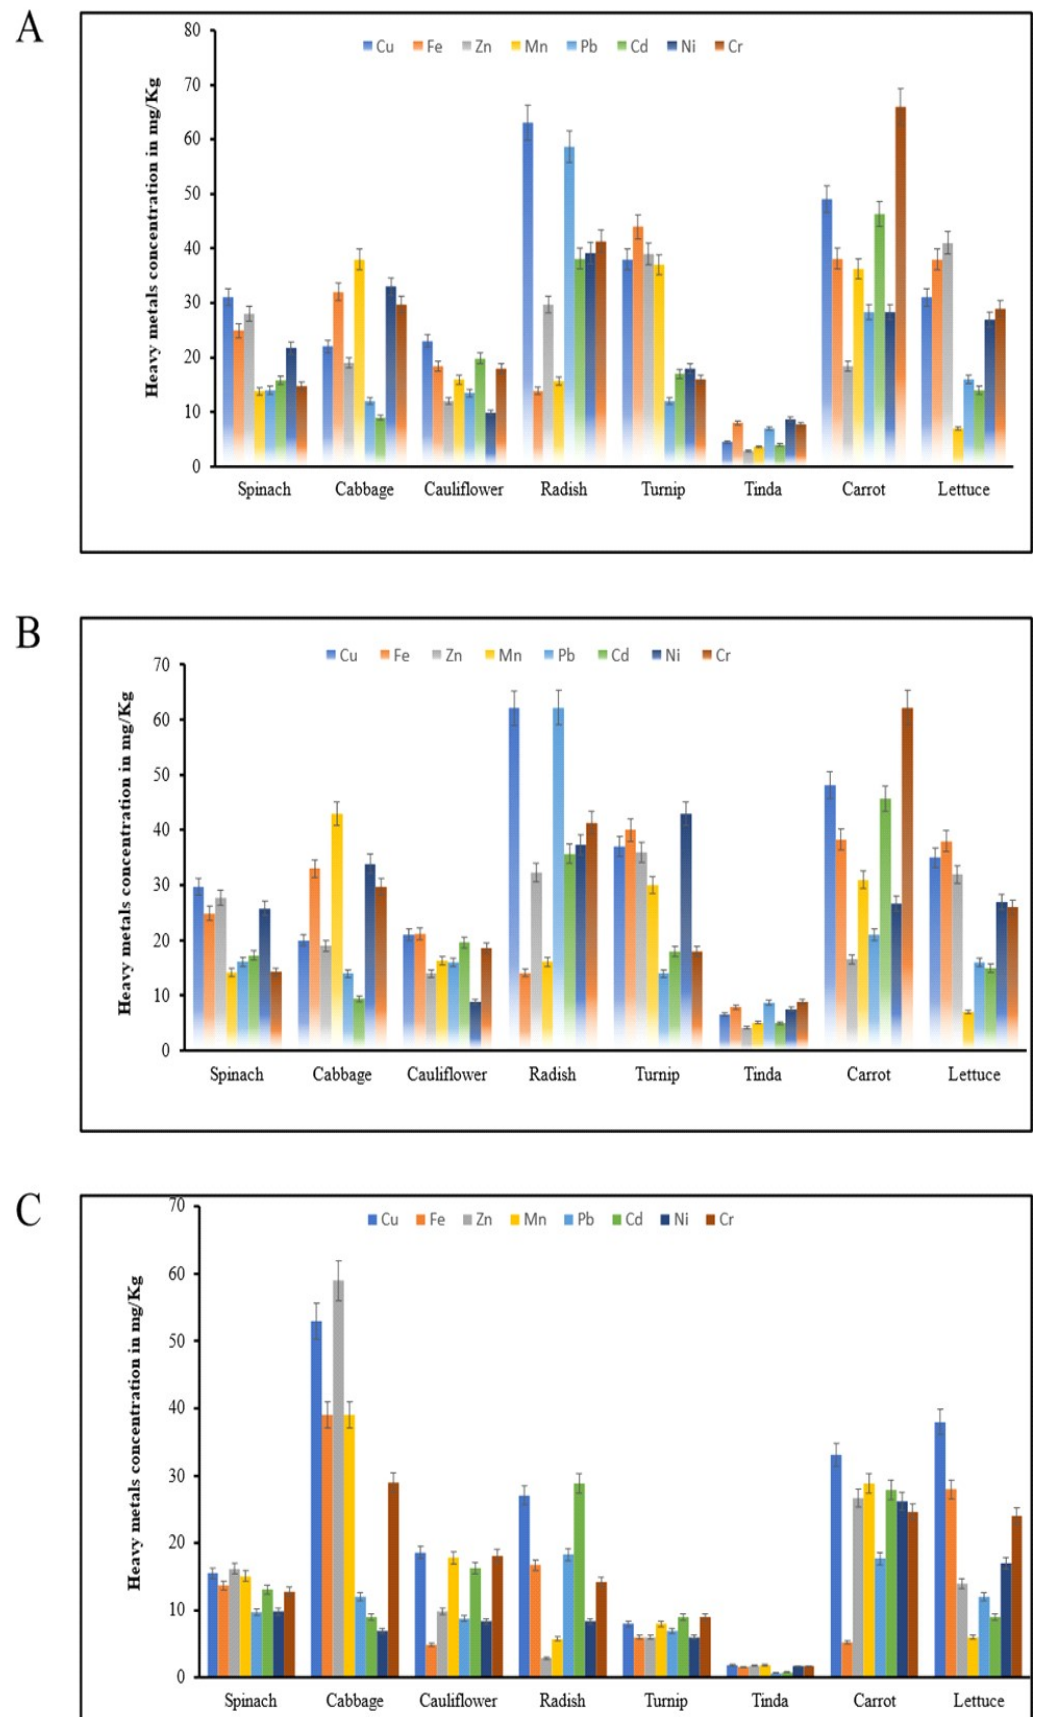 A
80
Cu Fe Zn Mn Pb Cd Ni Cr
70
60
50
40
30
20
10
0
Heavy metals concentration in mg/Kg
Spinach Cabbage Cauliflower Radish Turnip Tinda Carrot Lettuce
B
Cu Fe Zn Mn Pb Cd Ni Cr
70
60
50
40
30
20
10
0
Heavy metals concentration in mg/Kg
Spinach Cabbage Cauliflower Radish Turnip Tinda Carrot Lettuce
C
70
Cu Fe Zn Mn Pb Cd Ni Cr
60
50
40
30
20
10
0
Heavy metals concentration in mg/Kg
Spinach Cabbage Cauliflower Radish Turnip Tinda Carrot Lettuce